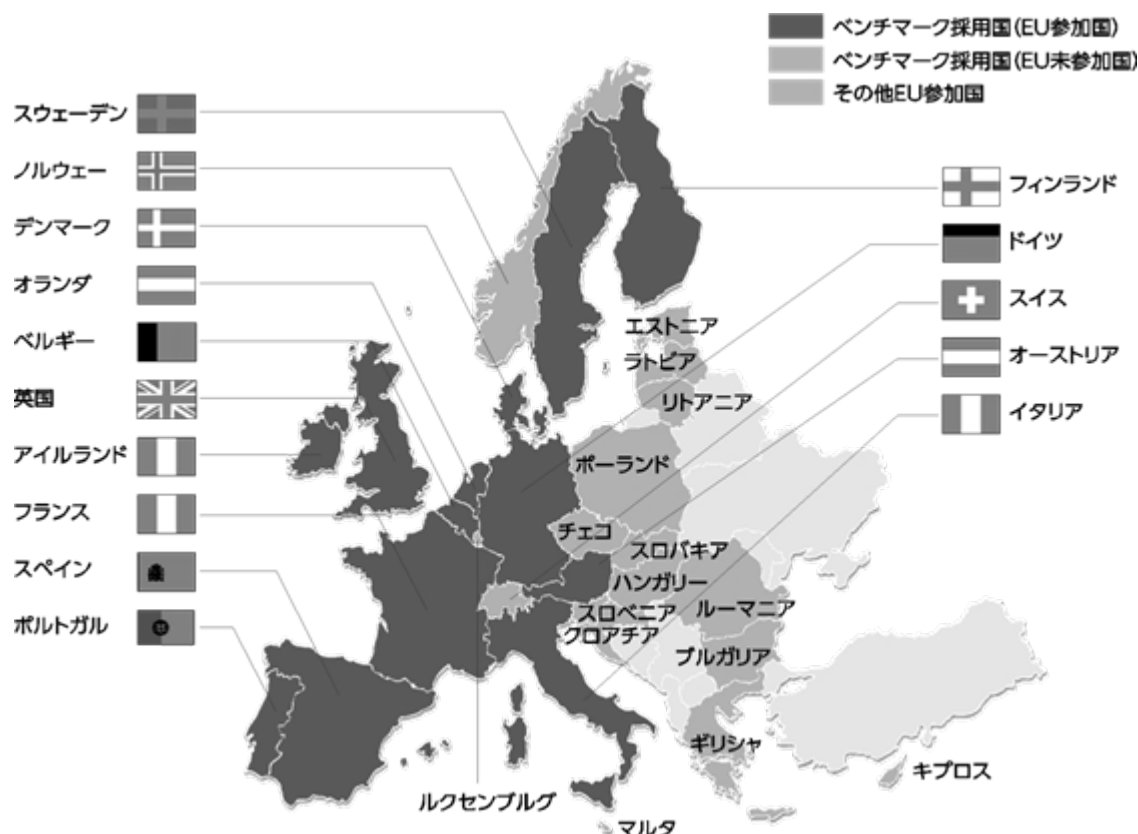 ベンチマーク採用国(EU参加国)
ベンチマーク採用国(EU未参加国)
その他EU参加国
スウェーデン
ノルウェー
デンマーク
オランダ
ベルギー
英国
アイルランド
フランス
スペイン
ポルトガル
フィンランド
ドイツ
スイス
オーストリア
イタリア
エストニア
ラトビア
リトアニア
ポーランド
チェコ
スロバキア
ハンガリー
スロベニア
ルーマニア
クロアチア
ブルガリア
ギリシャ
キプロス
ルクセンブルグ
マルタ